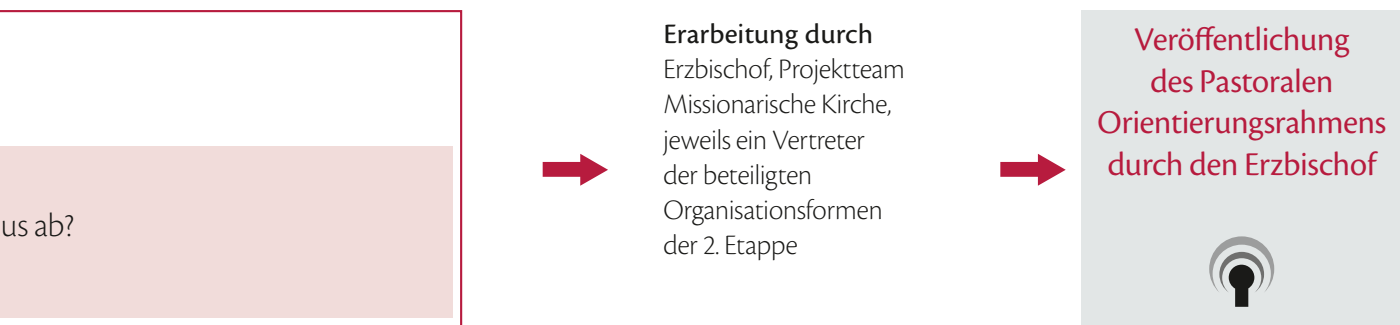 us ab?
Erarbeitung durch
Erzbischof, Projektteam
Missionarische Kirche,
jeweils ein Vertreter
der beteiligten
Organisationsformen
der 2. Etappe
Veröffentlichung
des Pastoralen
Orientierungsrahmens
durch den Erzbischof